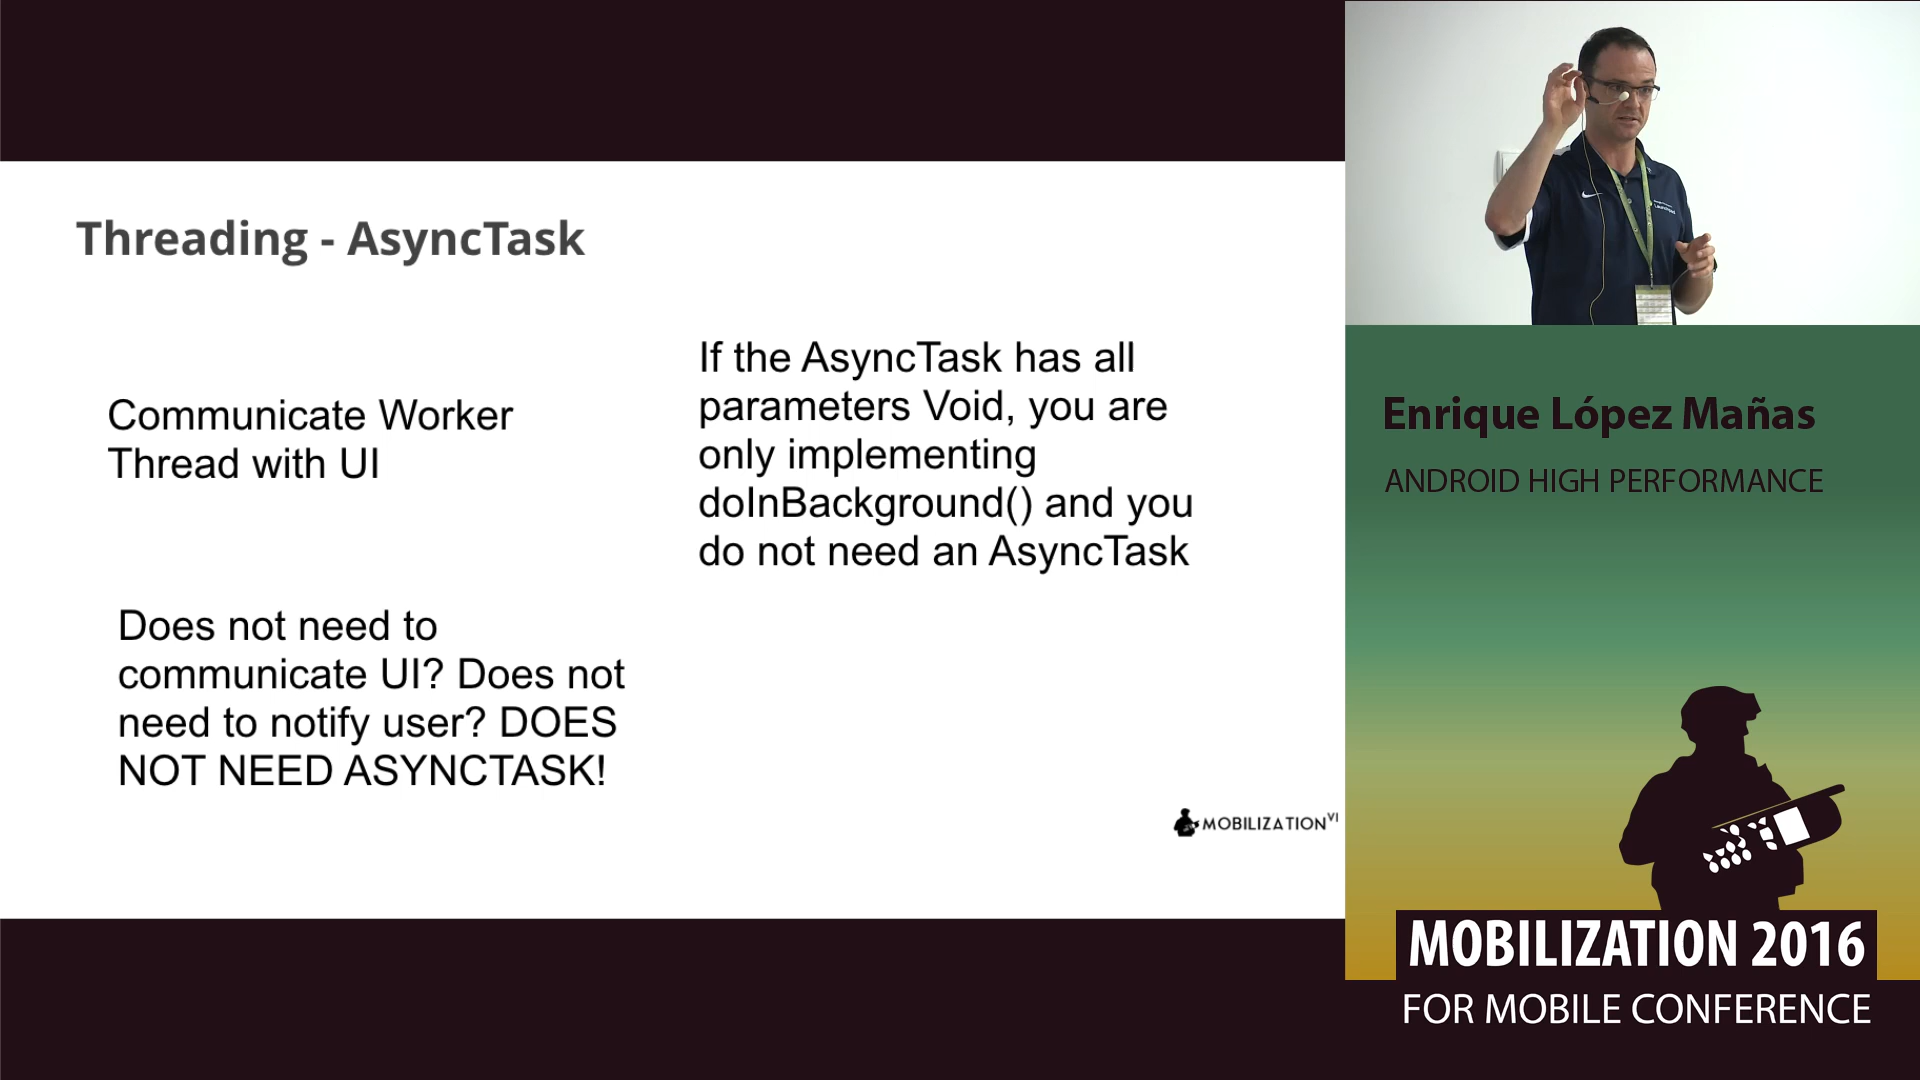 Threading - AsyncTask
Communicate Worker
Thread with UI
Does not need to
communicate UI? Does not
need to notify user? DOES
NOT NEED ASYNCTASK!
If the AsyncTask has all
parameters Void, you are
only implementing
doInBackground() and you
do not need an AsyncTask
MOBILIZATION VI
Enrique López Mañas
ANDROID HIGH PERFORMANCE
MOBILIZATION 2016
FOR MOBILE CONFERENCE